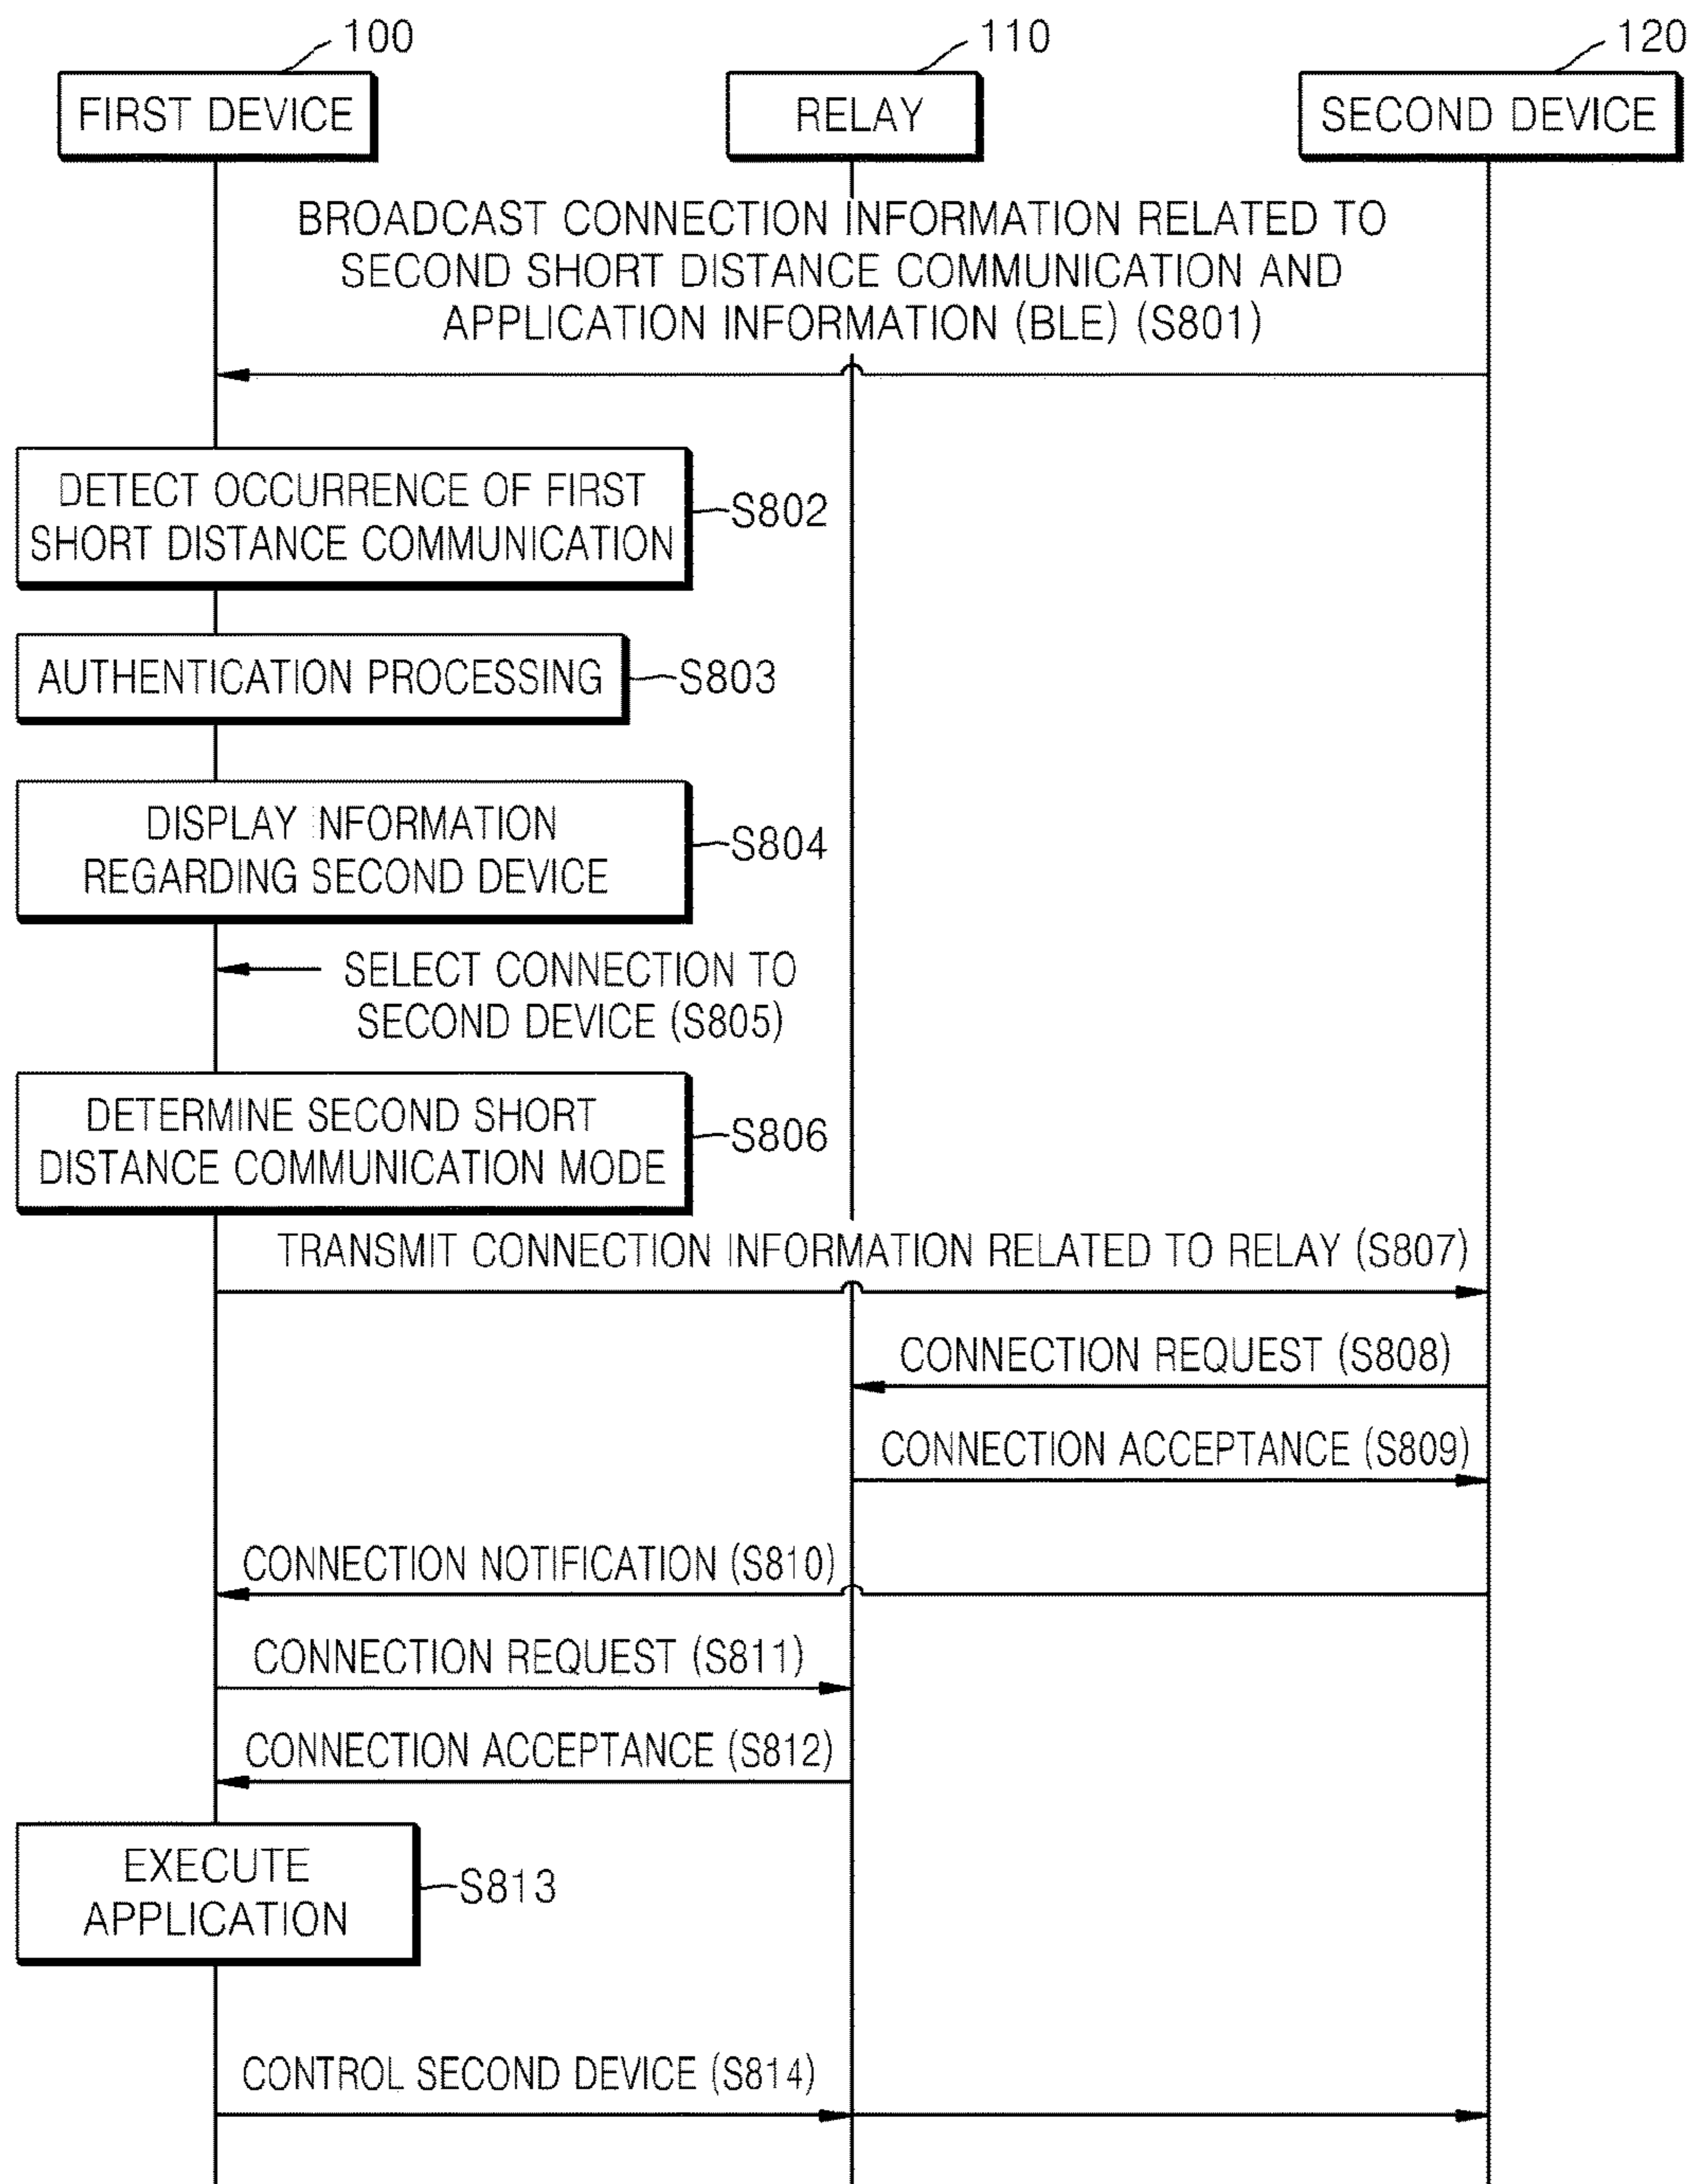 100
110
120
FIRST DEVICE
RELAY
SECOND DEVICE
BROADCAST CONNECTION INFORMATION RELATED TO
SECOND SHORT DISTANCE COMMUNICATION AND
APPLICATION INFORMATION (BLE) (S801)
DETECT OCCURRENCE OF FIRST
SHORT DISTANCE COMMUNICATION
S802
AUTHENTICATION PROCESSING
S803
DISPLAY INFORMATION
REGARDING SECOND DEVICE
S804
SELECT CONNECTION TO
SECOND DEVICE (S805)
DETERMINE SECOND SHORT
DISTANCE COMMUNICATION MODE
S806
TRANSMIT CONNECTION INFORMATION RELATED TO RELAY (S807)
CONNECTION REQUEST (S808)
CONNECTION ACCEPTANCE (S809)
CONNECTION NOTIFICATION (S810)
CONNECTION REQUEST (S811)
CONNECTION ACCEPTANCE (S812)
EXECUTE
APPLICATION
S813
CONTROL SECOND DEVICE (S814)